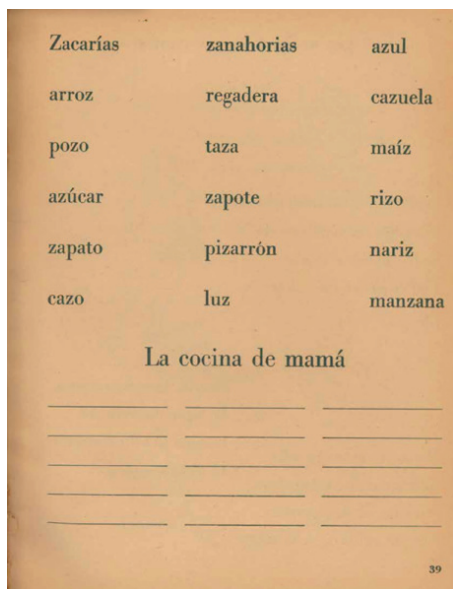 Zacarías zanahorias azul
arroz regadera cazuela
pozo taza maíz
azúcar zapote rizo
zapato pizarrón nariz
cazo luz manzana
La cocina de mamá
39